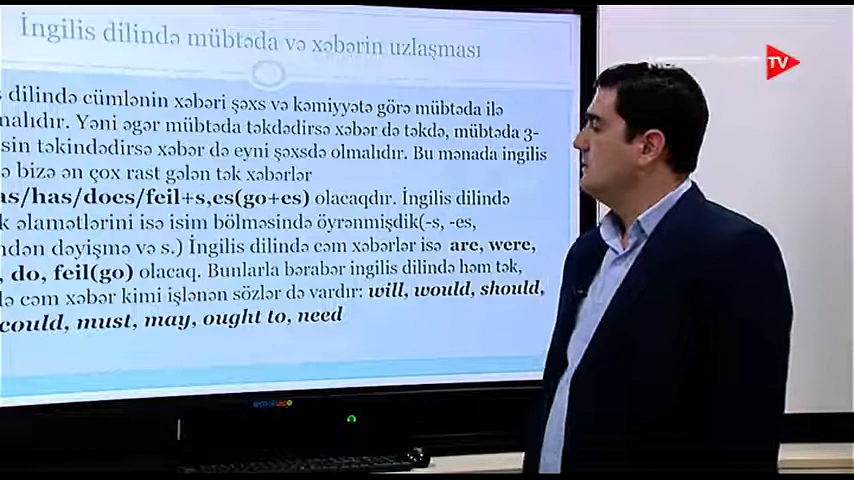 İngilis dilində mübtəda və xəbərin uzlaşması
dilində cümlənin xəbəri şəxs və kəmiyyətə görə mübtəda ilə
malıdır. Yəni əgər mübtəda təkdədirsə xəbər də təkdə, mübtəda 3-
sin təkindədirsə xəbər də eyni şəxsdə olmalıdır. Bu mənada ingilis
ə bizə ən çox rast gələn tək xəbərlər
as/has/does/feil+s,es(go+es) olacaqdır. İngilis dilində
k əlamətlərini isə isim bölməsində öyrənmişdik(-s, -es,
ndən dəyişmə və s.) İngilis dilində cəm xəbərlər isə are, were,
, do, feil(go) olacaq. Bunlarla bərabər ingilis dilində həm tək,
də cəm xəbər kimi işlənən sözlər də vardır: will, would, should,
could, must, may, ought to, need
TV